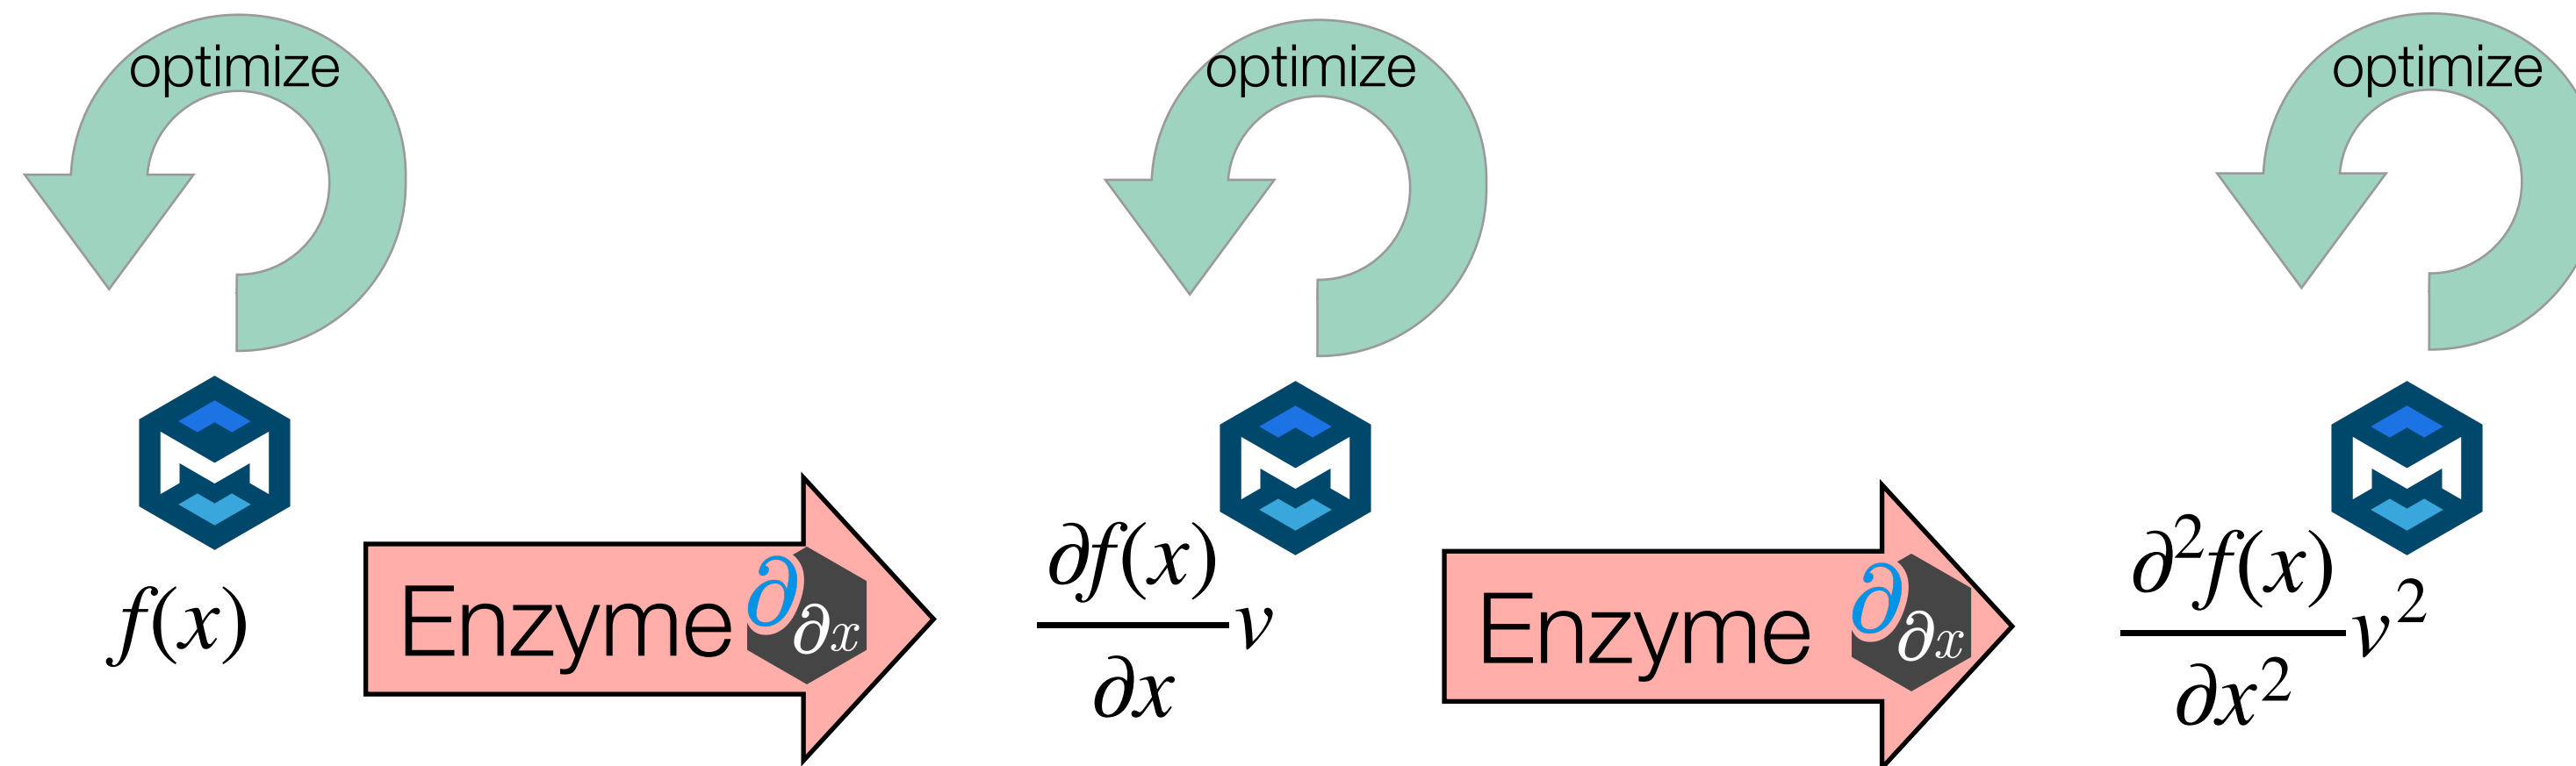 optimize
optimize
optimize
M
M
M
f(x)
Enzyme ∂ ∂x
∂f(x)
∂x
v
Enzyme ∂ ∂x
∂²f(x)
∂x²
v²